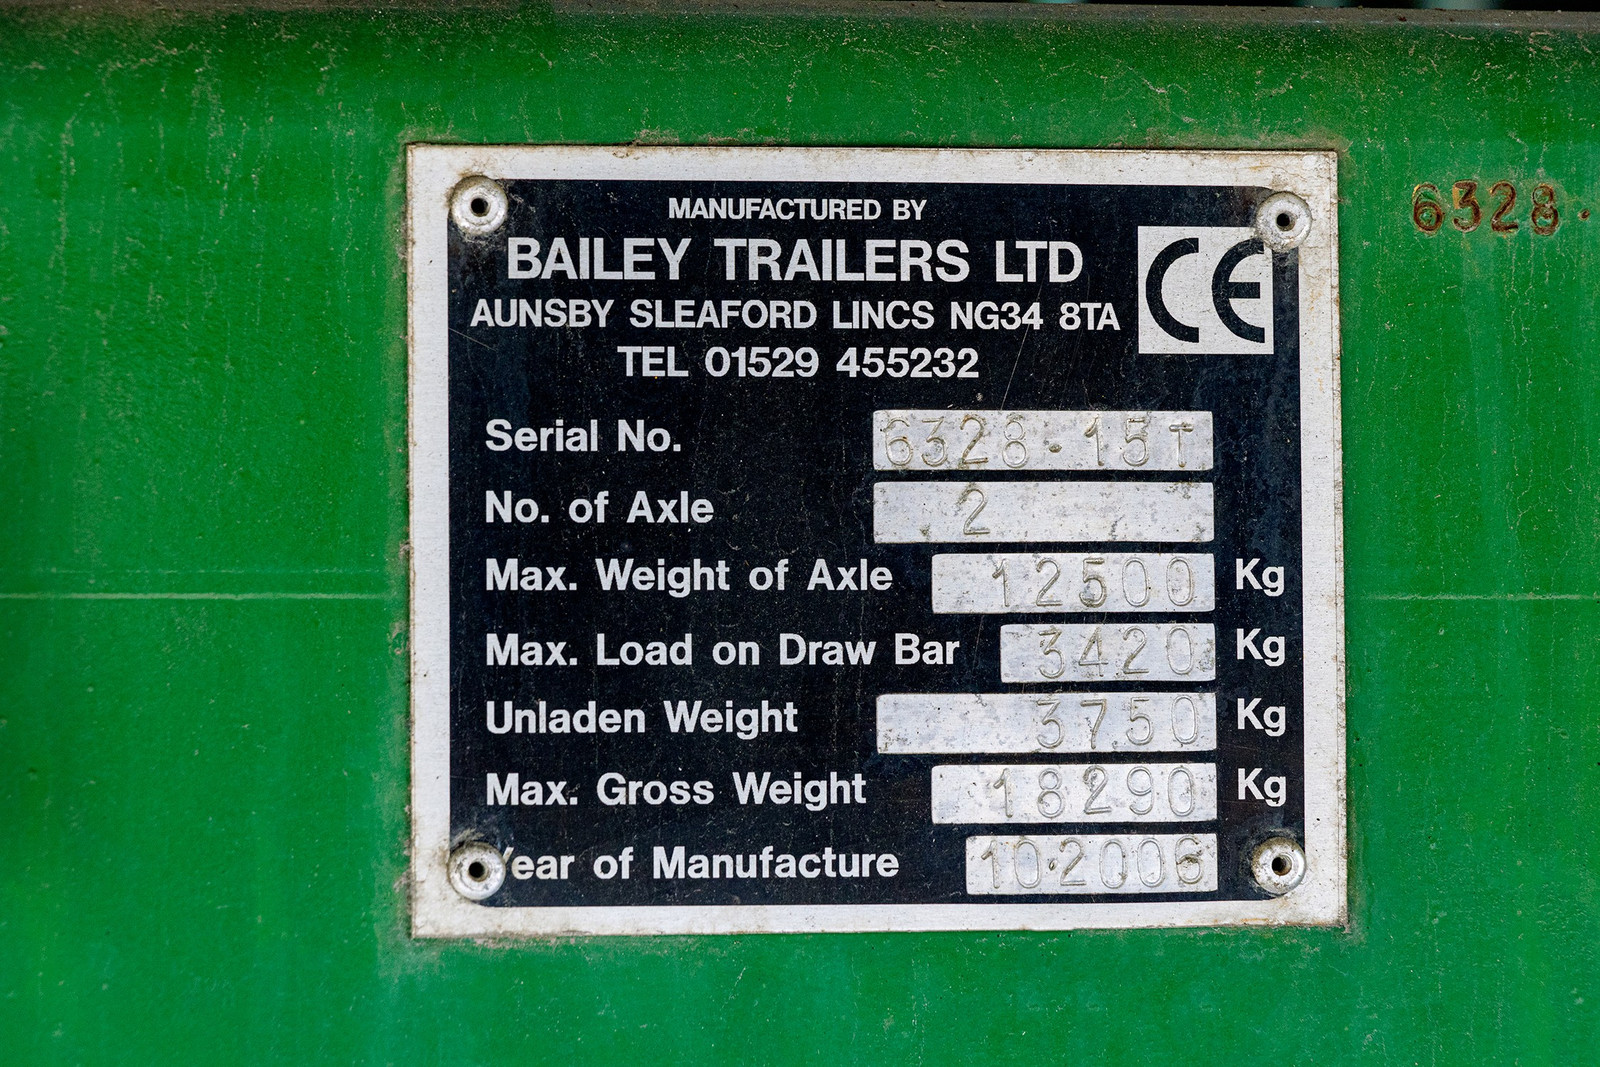 MANUFACTURED BY
BAILEY TRAILERS LTD
AUNSBY SLEAFORD LINCS NG34 8TA
TEL 01529 455232
CE
6328.
Serial No. 6328.15T
No. of Axle 2
Max. Weight of Axle 12500 Kg
Max. Load on Draw Bar 3420 Kg
Unladen Weight 3750 Kg
Max. Gross Weight 18290 Kg
Year of Manufacture 10.2006